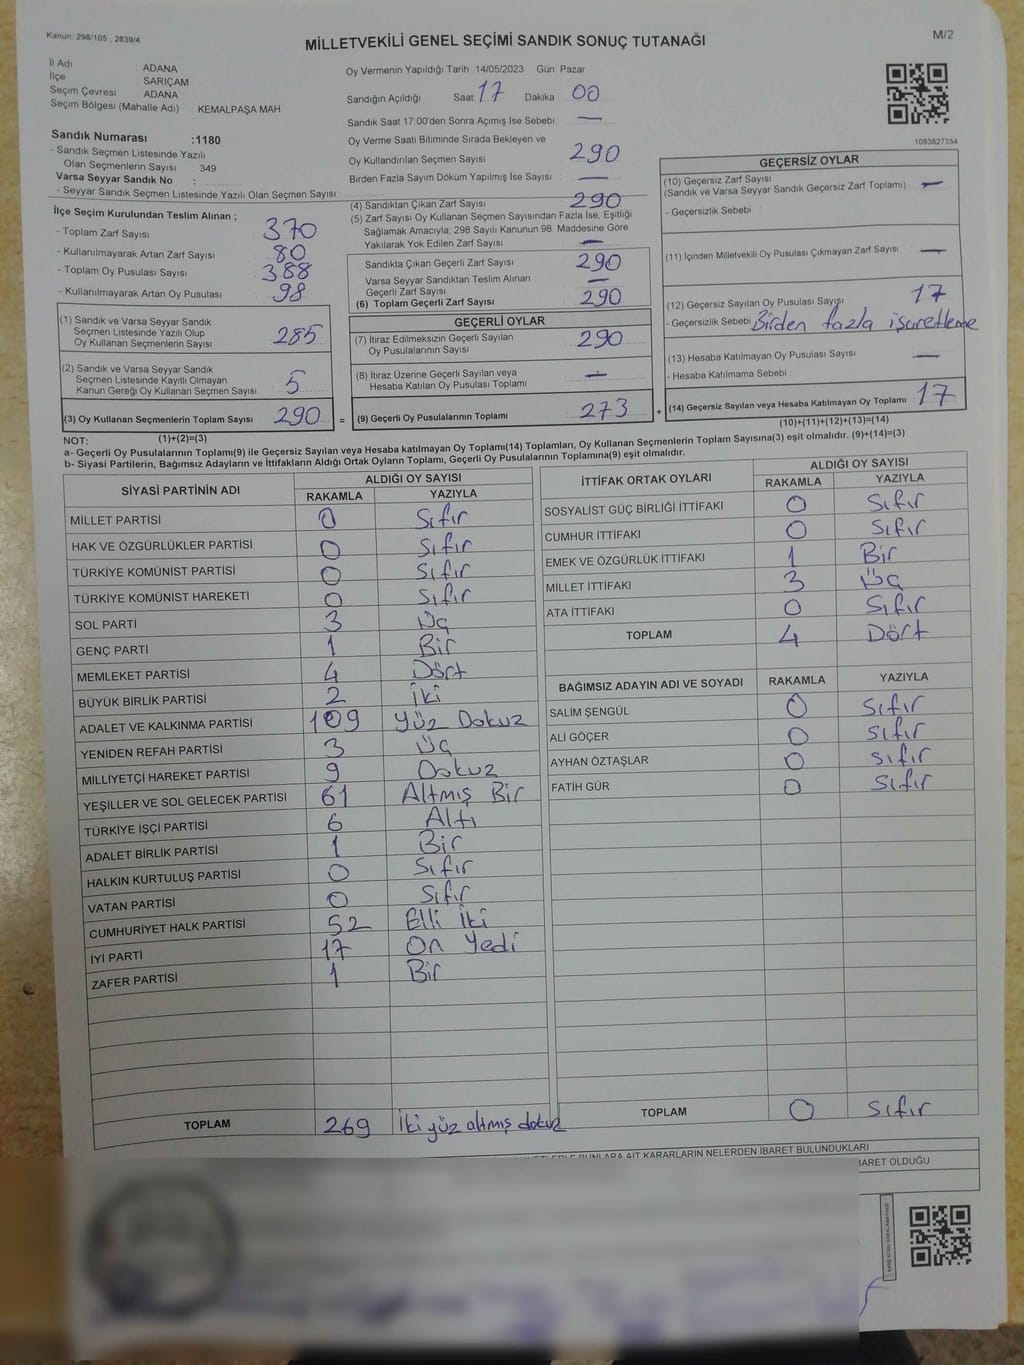 Kanun: 298/105 , 2839/4
M/2
MİLLETVEKİLİ GENEL SEÇİMİ SANDIK SONUÇ TUTANAĞI
İl Adı : ADANA
İlçe : SARIÇAM
Seçim Çevresi : ADANA
Seçim Bölgesi (Mahalle Adı) : KEMALPAŞA MAH
Sandık Numarası :1180
- Sandık Seçmen Listesinde Yazılı
Olan Seçmenlerin Sayısı : 349
Varsa Seyyar Sandık No :
- Seyyar Sandık Seçmen Listesinde Yazılı Olan Seçmen Sayısı :
Oy Vermenin Yapıldığı Tarih :14/05/2023 Gün: Pazar
Sandığın Açıldığı Saat 17 Dakika 00
Sandık Saat 17:00'den Sonra Açımış İse Sebebi : —
Oy Verme Saati Bitiminde Sırada Bekleyen ve
Oy Kullandırılan Seçmen Sayısı : 290
Birden Fazla Sayım Döküm Yapılmış İse Sayısı : —
1083827354
İlçe Seçim Kurulundan Teslim Alınan ;
- Toplam Zarf Sayısı : 370
- Kullanılmayarak Artan Zarf Sayısı : 80
- Toplam Oy Pusulası Sayısı : 388
- Kullanılmayarak Artan Oy Pusulası : 98
(1) Sandık ve Varsa Seyyar Sandık
Seçmen Listesinde Yazılı Olup
Oy Kullanan Seçmenlerin Sayısı : 285
(2) Sandık ve Varsa Seyyar Sandık
Seçmen Listesinde Kayıtlı Olmayan
Kanun Gereği Oy Kullanan Seçmen Sayısı : 5
(3) Oy Kullanan Seçmenlerin Toplam Sayısı : 290 =
(1)+(2)=(3)
(4) Sandıktan Çıkan Zarf Sayısı : 290
(5) Zarf Sayısı Oy Kullanan Seçmen Sayısından Fazla İse, Eşitliği
Sağlamak Amacıyla; 298 Sayılı Kanunun 98. Maddesine Göre
Yakılarak Yok Edilen Zarf Sayısı : —
Sandıkta Çıkan Geçerli Zarf Sayısı : 290
Varsa Seyyar Sandıktan Teslim Alınan
Geçerli Zarf Sayısı : —
(6) Toplam Geçerli Zarf Sayısı : 290
GEÇERLİ OYLAR
(7) İtiraz Edilmeksizin Geçerli Sayılan
Oy Pusulalarının Sayısı : 290
(8) İtiraz Üzerine Geçerli Sayılan veya
Hesaba Katılan Oy Pusulası Toplamı : —
(9) Geçerli Oy Pusulalarının Toplamı : 273 +
GEÇERSİZ OYLAR
(10) Geçersiz Zarf Sayısı
(Sandık ve Varsa Seyyar Sandık Geçersiz Zarf Toplamı) : —
- Geçersizlik Sebebi :
(11) İçinden Milletvekili Oy Pusulası Çıkmayan Zarf Sayısı : —
(12) Geçersiz Sayılan Oy Pusulası Sayısı : 17
- Geçersizlik Sebebi : Birden fazla işaretleme
(13) Hesaba Katılmayan Oy Pusulası Sayısı : —
- Hesaba Katılmama Sebebi :
(14) Geçersiz Sayılan veya Hesaba Katılmayan Oy Toplamı : 17
(10)+(11)+(12)+(13)=(14)
NOT:
a- Geçerli Oy Pusulalarının Toplamı(9) ile Geçersiz Sayılan veya Hesaba katılmayan Oy Toplamı(14) Toplamları, Oy Kullanan Seçmenlerin Toplam Sayısına(3) eşit olmalıdır. (9)+(14)=(3)
b- Siyasi Partilerin, Bağımsız Adayların ve İttifakların Aldığı Ortak Oyların Toplamı, Geçerli Oy Pusulalarının Toplamına(9) eşit olmalıdır.
SİYASİ PARTİNİN ADI ALDIĞI OY SAYISI
RAKAMLA YAZIYLA
MİLLET PARTİSİ 0 Sıfır
HAK VE ÖZGÜRLÜKLER PARTİSİ 0 Sıfır
TÜRKİYE KOMÜNİST PARTİSİ 0 Sıfır
TÜRKİYE KOMÜNİST HAREKETİ 0 Sıfır
SOL PARTİ 3 Üç
GENÇ PARTİ 1 Bir
MEMLEKET PARTİSİ 4 Dört
BÜYÜK BİRLİK PARTİSİ 2 İki
ADALET VE KALKINMA PARTİSİ 109 Yüz Dokuz
YENİDEN REFAH PARTİSİ 3 Üç
MİLLİYETÇİ HAREKET PARTİSİ 9 Dokuz
YEŞİLLER VE SOL GELECEK PARTİSİ 61 Altmış Bir
TÜRKİYE İŞÇİ PARTİSİ 6 Altı
ADALET BİRLİK PARTİSİ 1 Bir
HALKIN KURTULUŞ PARTİSİ 0 Sıfır
VATAN PARTİSİ 0 Sıfır
CUMHURİYET HALK PARTİSİ 52 Elli İki
İYİ PARTİ 17 On Yedi
ZAFER PARTİSİ 1 Bir
TOPLAM 269 İki yüz altmış dokuz
İTTİFAK ORTAK OYLARI ALDIĞI OY SAYISI
RAKAMLA YAZIYLA
SOSYALİST GÜÇ BİRLİĞİ İTTİFAKI 0 Sıfır
CUMHUR İTTİFAKI 0 Sıfır
EMEK VE ÖZGÜRLÜK İTTİFAKI 1 Bir
MİLLET İTTİFAKI 3 Üç
ATA İTTİFAKI 0 Sıfır
TOPLAM 4 Dört
BAĞIMSIZ ADAYIN ADI VE SOYADI RAKAMLA YAZIYLA
SALİM ŞENGÜL 0 Sıfır
ALİ GÖÇER 0 Sıfır
AYHAN ÖZTAŞLAR 0 Sıfır
FATİH GÜR 0 Sıfır
TOPLAM 0 Sıfır
BUNLARA AİT KARARLARIN NELERDEN İBARET BULUNDUKLARI
BARET OLDUĞU